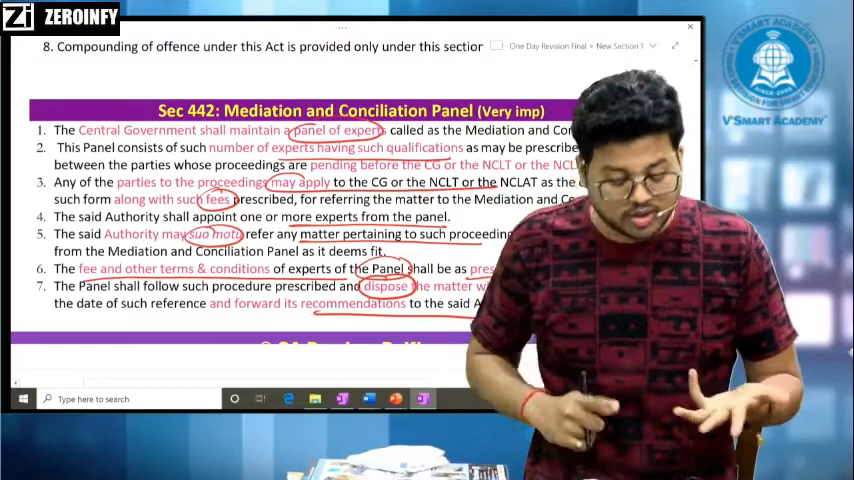 Zi ZEROINFY
8. Compounding of offence under this Act is provided only under this section
One Day Revision Final > New Section 1
V'SMART ACADEMY
SINCE-2006
Sec 442: Mediation and Conciliation Panel (Very imp)
1. The Central Government shall maintain a panel of experts called as the Mediation and Con
2. This Panel consists of such number of experts having such qualifications as may be prescribe
between the parties whose proceedings are pending before the CG or the NCLT or the NCL
3. Any of the parties to the proceedings may apply to the CG or the NCLT or the NCLAT as the
such form along with such fees prescribed, for referring the matter to the Mediation and Co
4. The said Authority shall appoint one or more experts from the panel.
5. The said Authority may suo motu refer any matter pertaining to such proceeding
from the Mediation and Conciliation Panel as it deems fit.
6. The fee and other terms & conditions of experts of the Panel shall be as pres
7. The Panel shall follow such procedure prescribed and dispose the matter wi
the date of such reference and forward its recommendations to the said A
Type here to search